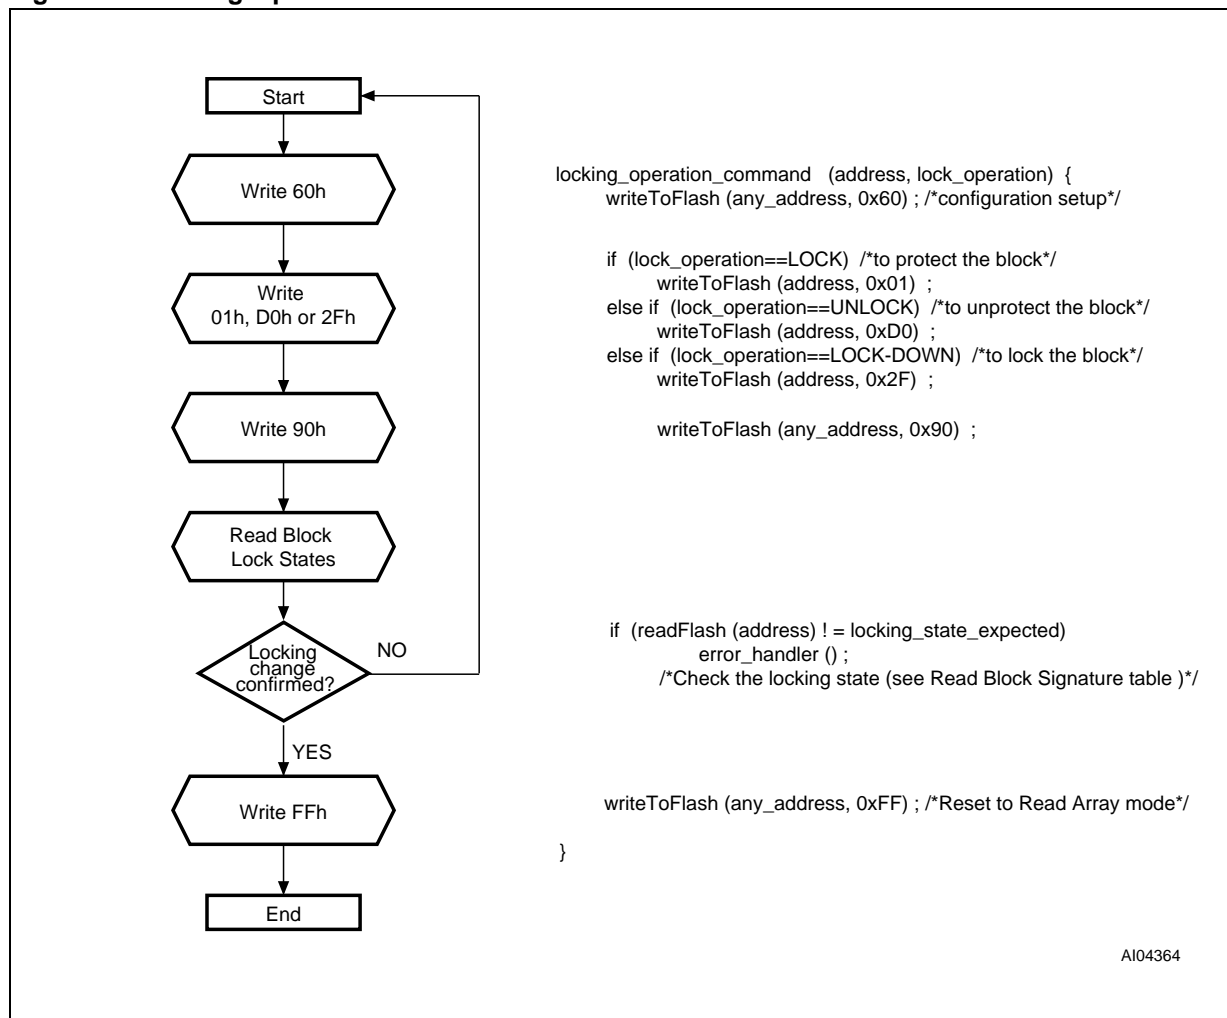 Start
Write 60h
Write
01h, D0h or 2Fh
Write 90h
Read Block
Lock States
Locking
change
confirmed?
NO
YES
Write FFh
End
locking_operation_command (address, lock_operation) {
writeToFlash (any_address, 0x60) ; /*configuration setup*/
if (lock_operation==LOCK) /*to protect the block*/
writeToFlash (address, 0x01) ;
else if (lock_operation==UNLOCK) /*to unprotect the block*/
writeToFlash (address, 0xD0) ;
else if (lock_operation==LOCK-DOWN) /*to lock the block*/
writeToFlash (address, 0x2F) ;
writeToFlash (any_address, 0x90) ;
if (readFlash (address) ! = locking_state_expected)
error_handler () ;
/*Check the locking state (see Read Block Signature table )*/
writeToFlash (any_address, 0xFF) ; /*Reset to Read Array mode*/
}
AI04364